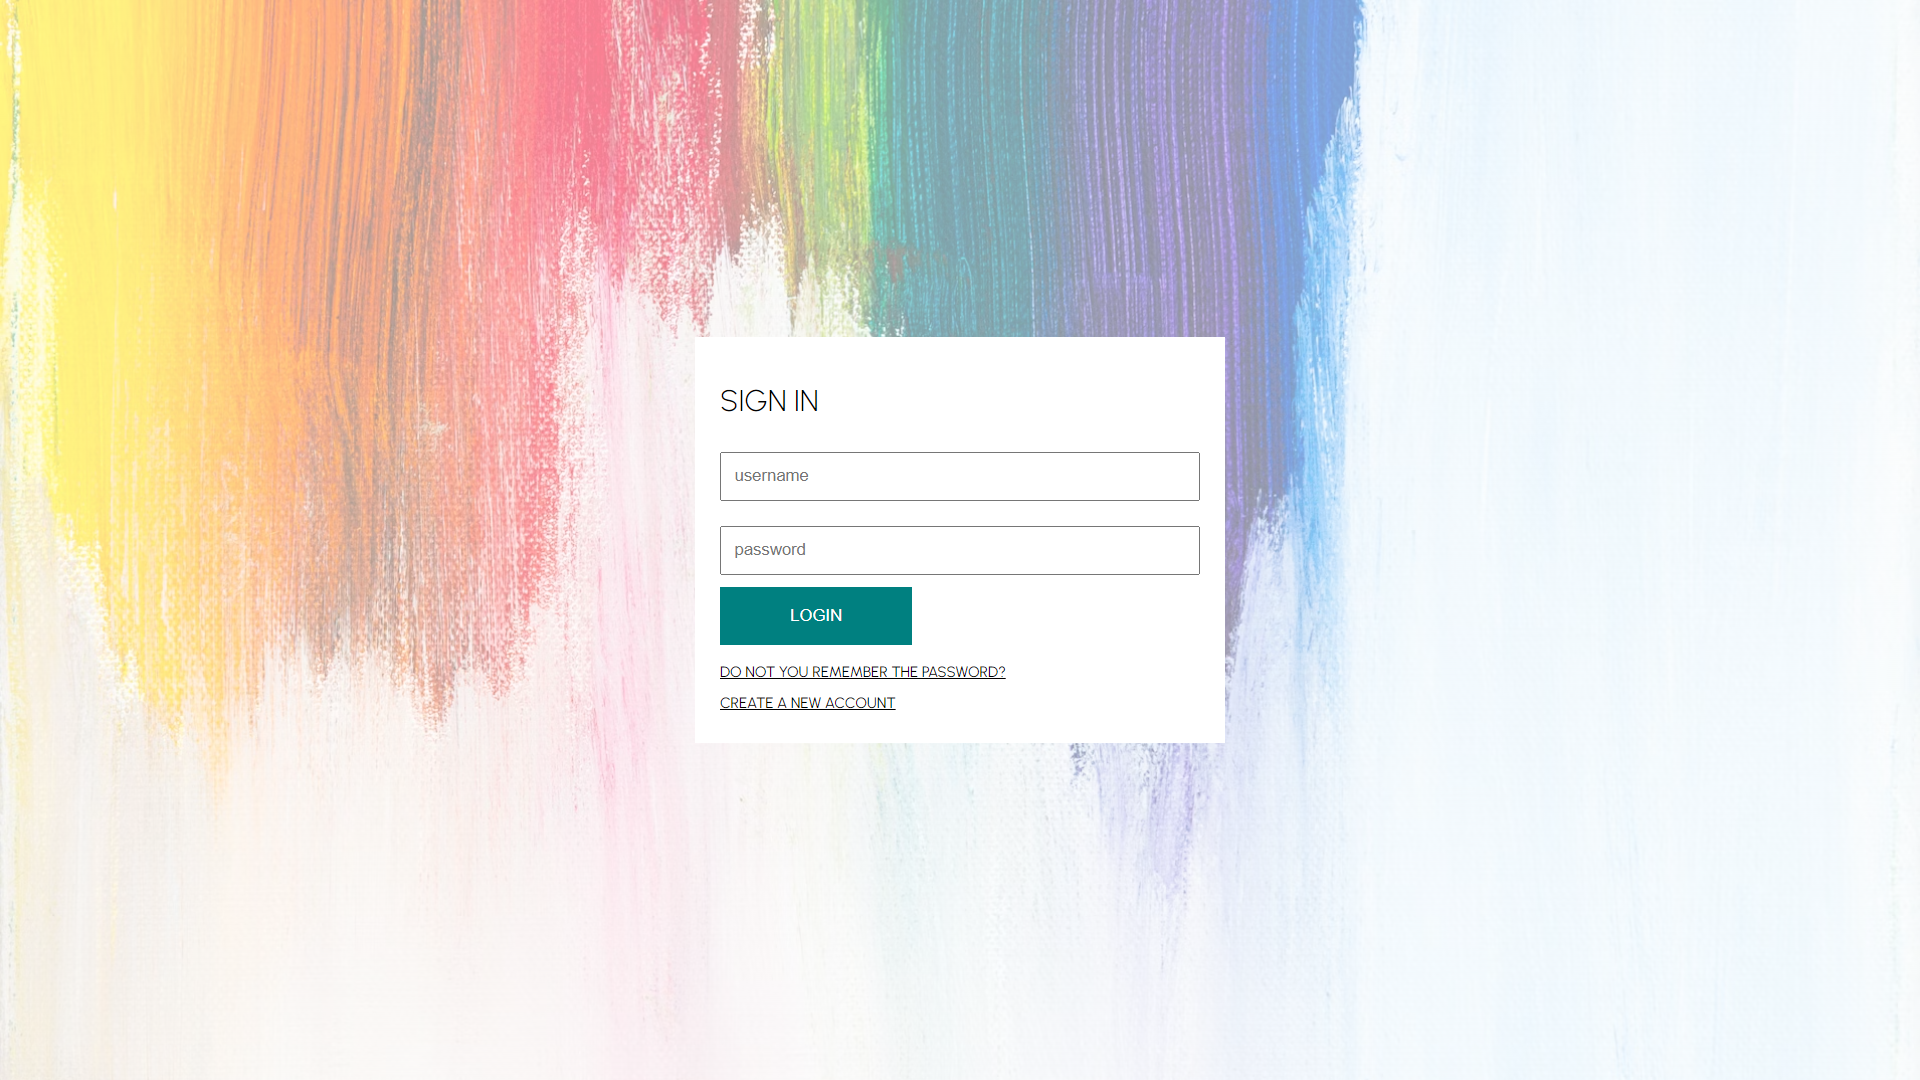 SIGN IN
username
password
LOGIN
DO NOT YOU REMEMBER THE PASSWORD?
CREATE A NEW ACCOUNT